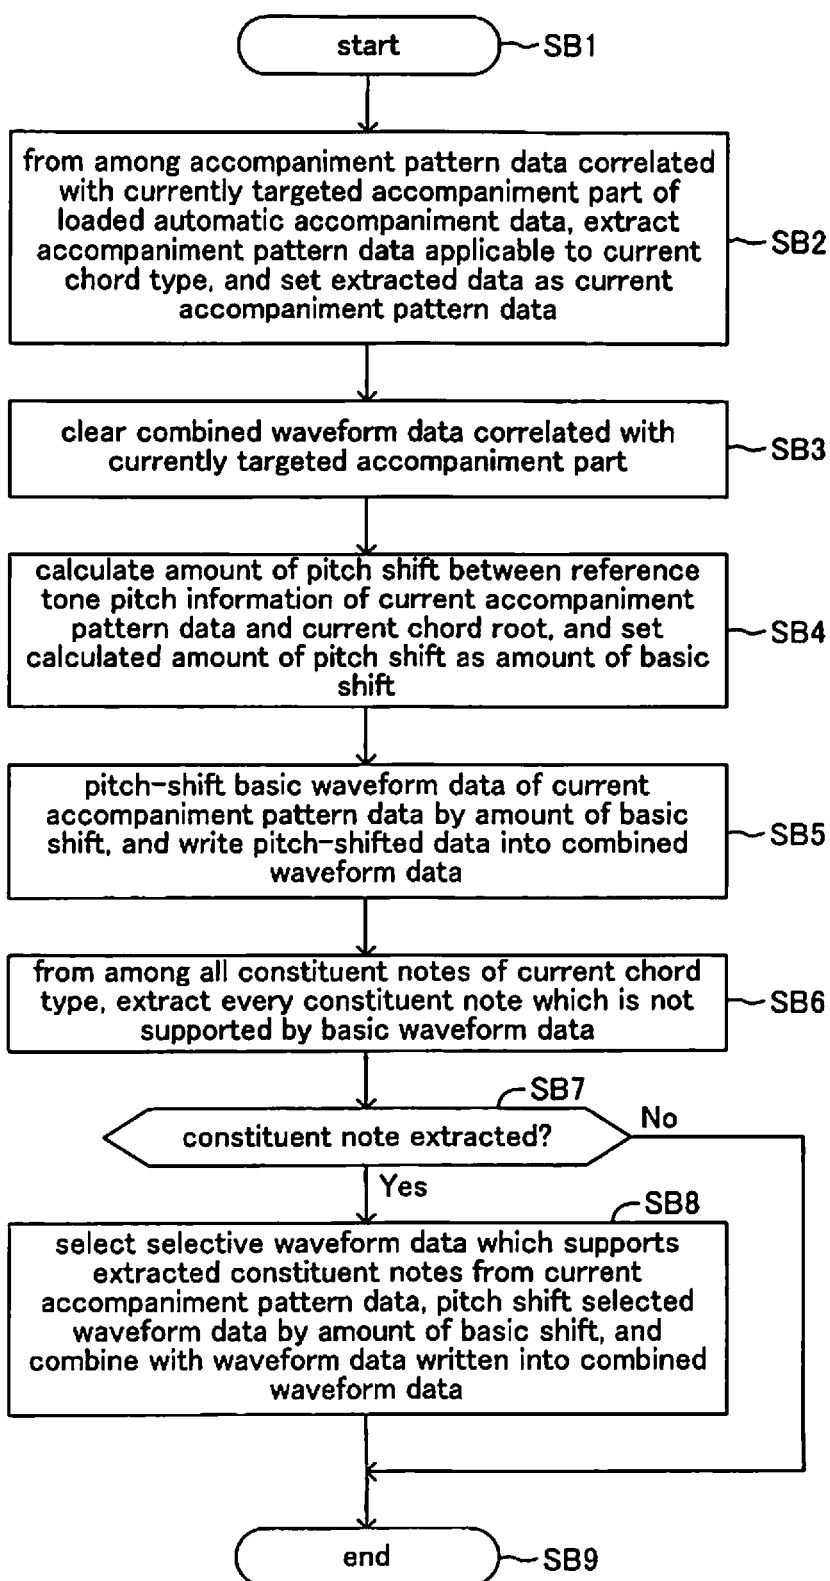 start
SB1
from among accompaniment pattern data correlated
with currently targeted accompaniment part of
loaded automatic accompaniment data, extract
accompaniment pattern data applicable to current
chord type, and set extracted data as current
accompaniment pattern data
SB2
clear combined waveform data correlated with
currently targeted accompaniment part
SB3
calculate amount of pitch shift between reference
tone pitch information of current accompaniment
pattern data and current chord root, and set
calculated amount of pitch shift as amount of basic
shift
SB4
pitch-shift basic waveform data of current
accompaniment pattern data by amount of basic
shift, and write pitch-shifted data into combined
waveform data
SB5
from among all constituent notes of current chord
type, extract every constituent note which is not
supported by basic waveform data
SB6
SB7
constituent note extracted?
No
Yes
SB8
select selective waveform data which supports
extracted constituent notes from current
accompaniment pattern data, pitch shift selected
waveform data by amount of basic shift, and
combine with waveform data written into combined
waveform data
end
SB9